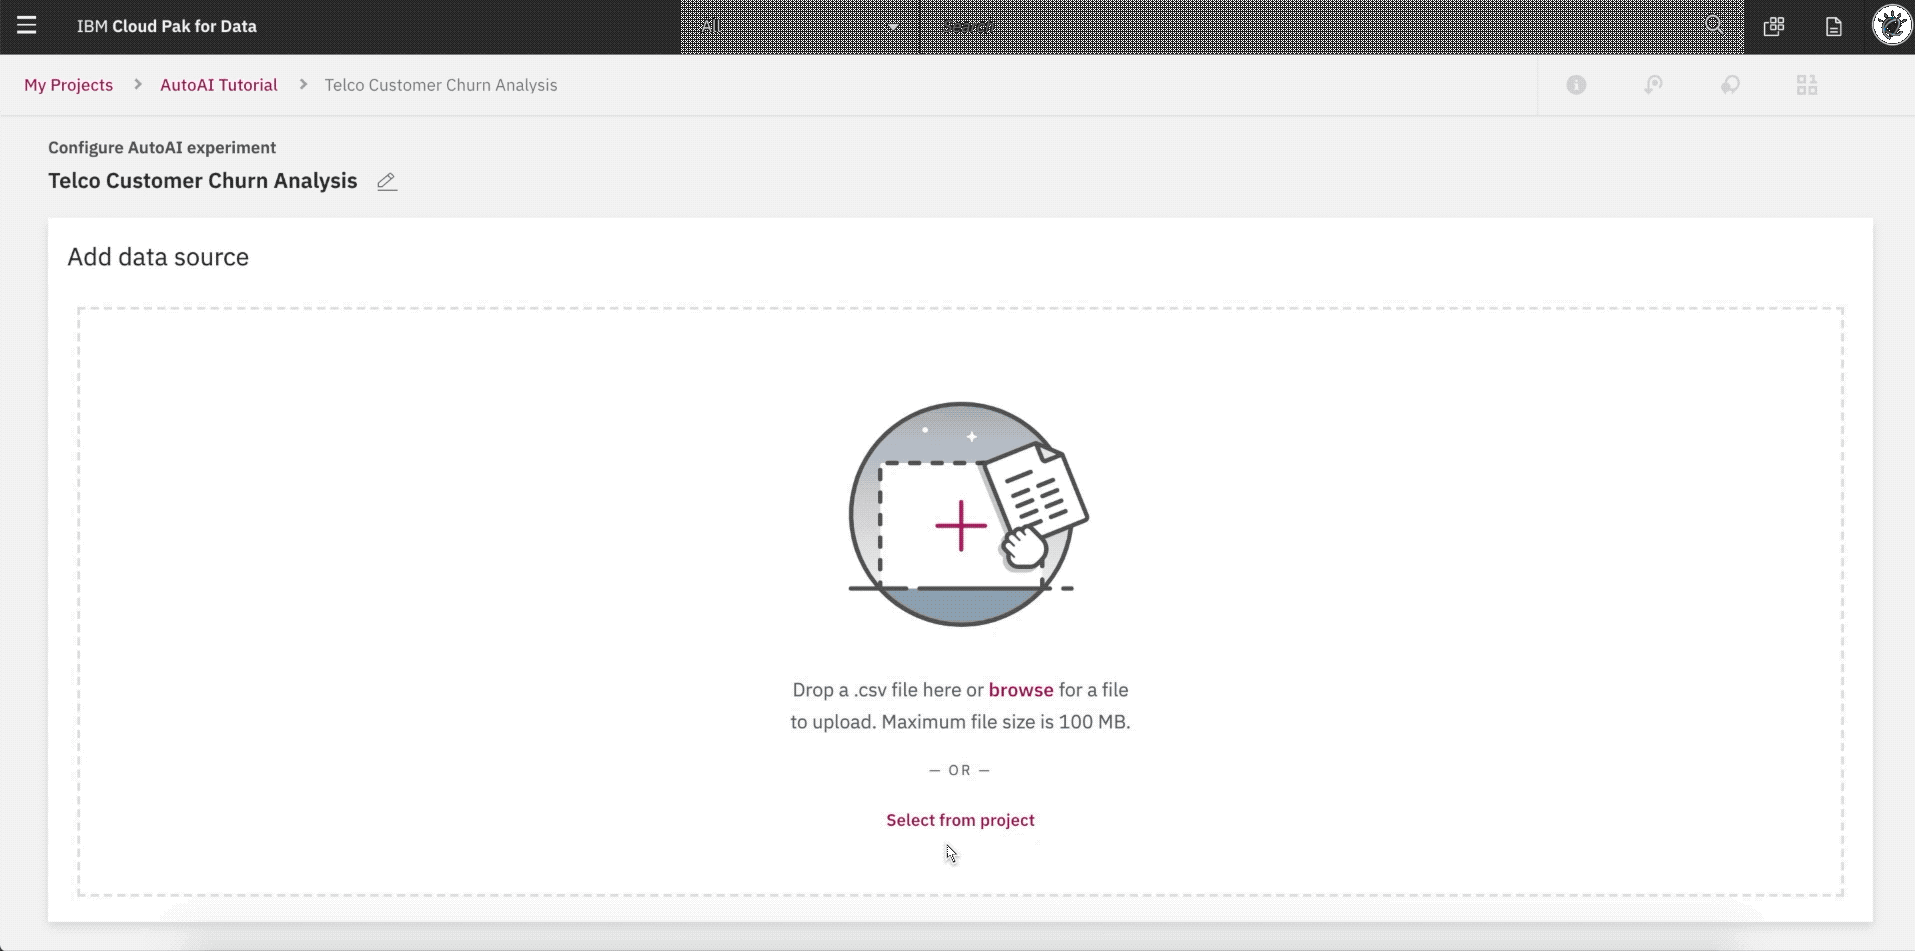 IBM Cloud Pak for Data
All
My Projects > AutoAI Tutorial > Telco Customer Churn Analysis
Configure AutoAI experiment
Telco Customer Churn Analysis
Add data source
Drop a .csv file here or browse for a file
to upload. Maximum file size is 100 MB.
— OR —
Select from project